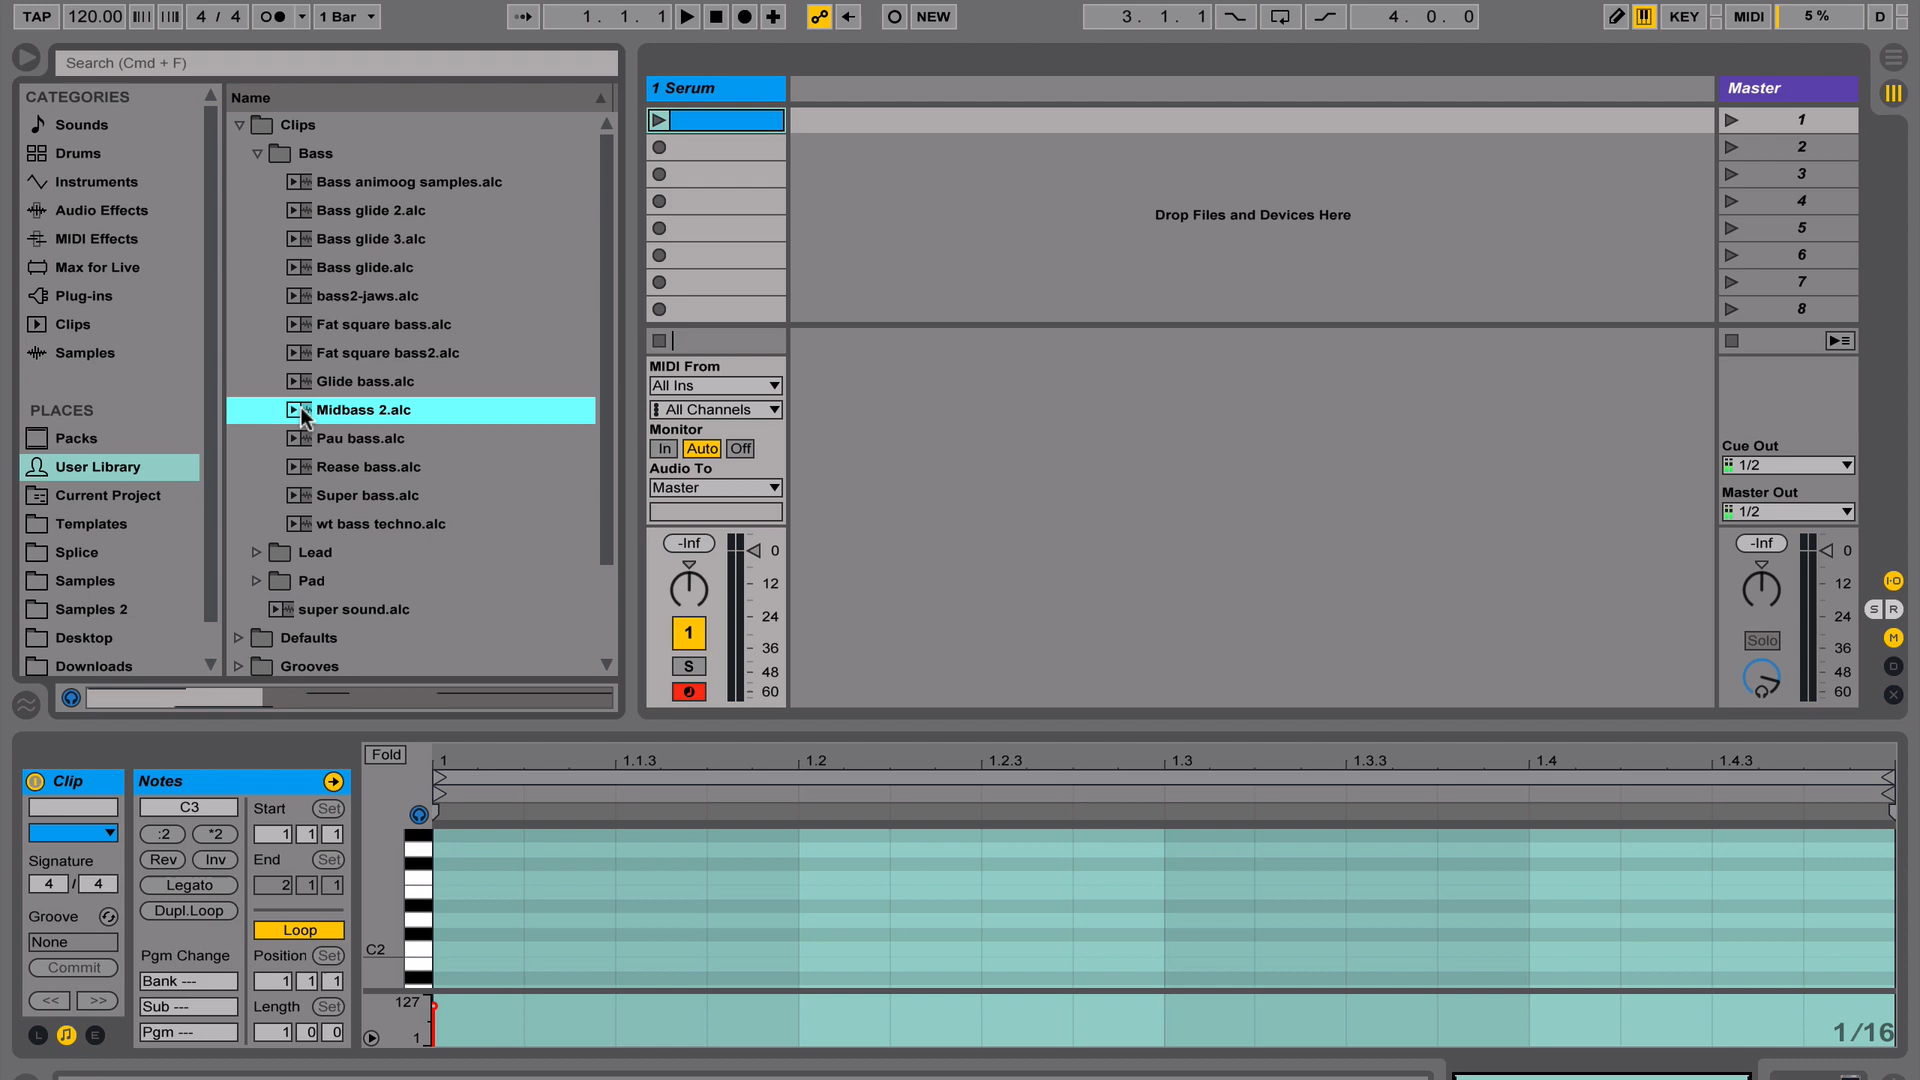 TAP 120.00 4 / 4 1 Bar 1. 1. 1 NEW 3. 1. 1 4. 0. 0 KEY MIDI 5 % D
Search (Cmd + F)
CATEGORIES
Sounds
Drums
Instruments
Audio Effects
MIDI Effects
Max for Live
Plug-ins
Clips
Samples
PLACES
Packs
User Library
Current Project
Templates
Splice
Samples
Samples 2
Desktop
Downloads
Name
Clips
Bass
Bass animoog samples.alc
Bass glide 2.alc
Bass glide 3.alc
Bass glide.alc
bass2-jaws.alc
Fat square bass.alc
Fat square bass2.alc
Glide bass.alc
Midbass 2.alc
Pau bass.alc
Rease bass.alc
Super bass.alc
wt bass techno.alc
Lead
Pad
super sound.alc
Defaults
Grooves
1 Serum
MIDI From
All Ins
All Channels
Monitor
In Auto Off
Audio To
Master
-Inf
0
12
24
36
48
60
1
S
Drop Files and Devices Here
Master
1
2
3
4
5
6
7
8
Cue Out
1/2
Master Out
1/2
-Inf
0
12
24
36
48
60
Solo
I·O
S R
M
D
X
Clip
Signature
4 / 4
Groove
None
Commit
<< >>
L E
Notes
C3
:2 *2
Rev Inv
Legato
Dupl.Loop
Pgm Change
Bank ---
Sub ---
Pgm ---
Start Set
1 1 1
End Set
2 1 1
Loop
Position Set
1 1 1
Length Set
1 0 0
Fold
1 1.1.3 1.2 1.2.3 1.3 1.3.3 1.4 1.4.3
C2
127
1
1/16